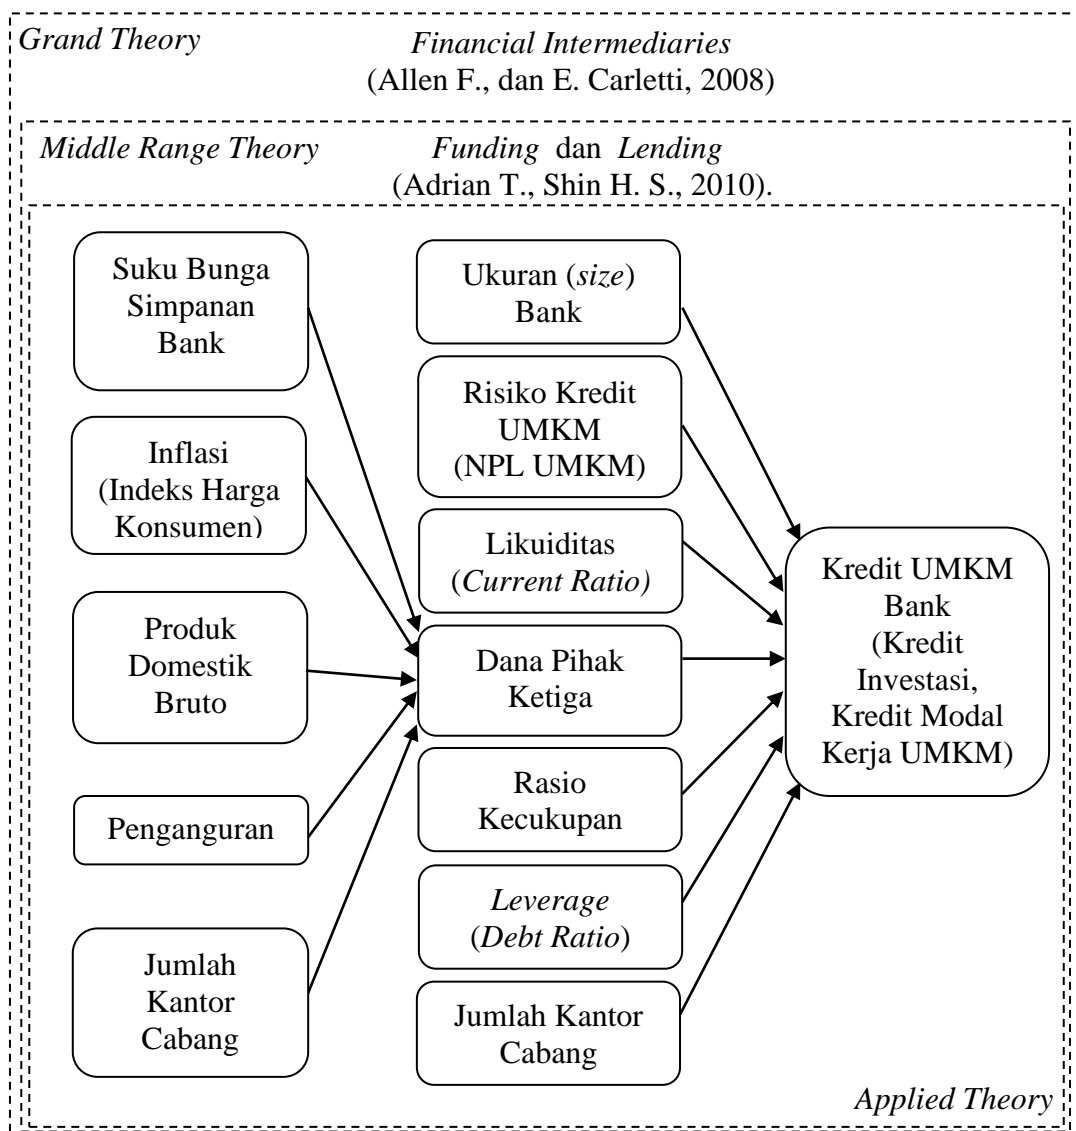 Grand Theory
Financial Intermediaries
(Allen F., dan E. Carletti, 2008)
Middle Range Theory
Funding dan Lending
(Adrian T., Shin H. S., 2010).
Suku Bunga
Simpanan
Bank
Inflasi
(Indeks Harga
Konsumen)
Produk
Domestik
Bruto
Penganguran
Jumlah
Kantor
Cabang
Ukuran (size)
Bank
Risiko Kredit
UMKM
(NPL UMKM)
Likuiditas
(Current Ratio)
Dana Pihak
Ketiga
Rasio
Kecukupan
Leverage
(Debt Ratio)
Jumlah Kantor
Cabang
Kredit UMKM
Bank
(Kredit
Investasi,
Kredit Modal
Kerja UMKM)
Applied Theory